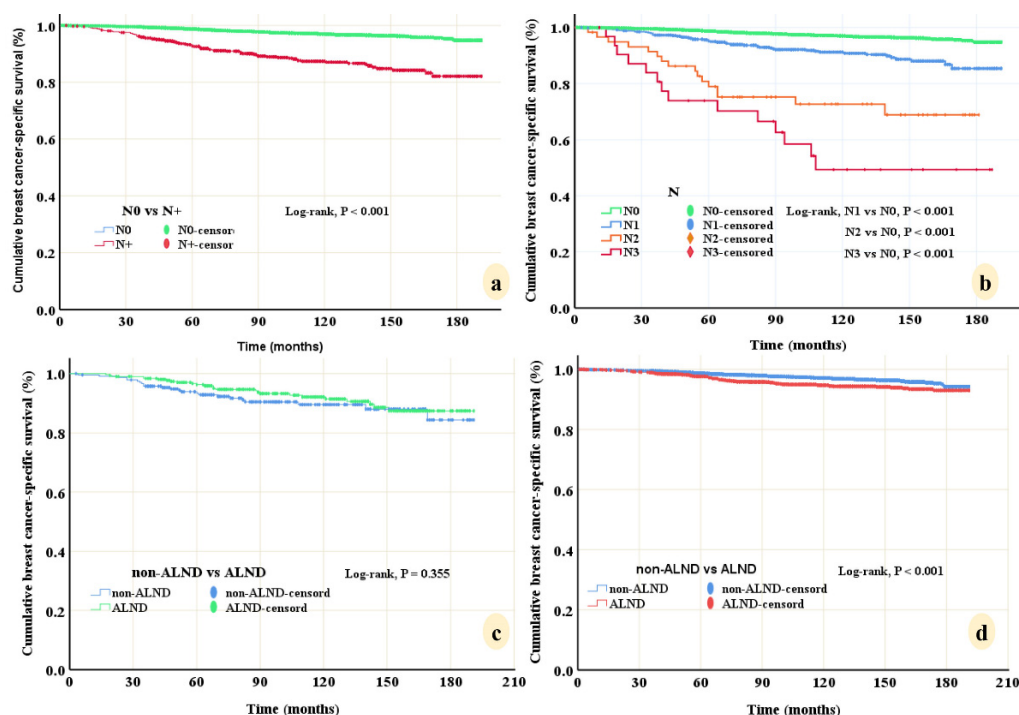 Cumulative breast cancer-specific survival (%)
1.0
0.8
0.6
0.4
0.2
0.0
N0 vs N+
N0
N0-censor
N+
N+-censor
Log-rank, P < 0.001
a
0 30 60 90 120 150 180
Time (months)
Cumulative breast cancer-specific survival (%)
1.0
0.8
0.6
0.4
0.2
0.0
N
N0
N0-censored
N1
N1-censored
N2
N2-censored
N3
N3-censored
Log-rank, N1 vs N0, P < 0.001
N2 vs N0, P < 0.001
N3 vs N0, P < 0.001
b
0 30 60 90 120 150 180
Time (months)
Cumulative breast cancer-specific survival (%)
1.0
0.8
0.6
0.4
0.2
0.0
non-ALND vs ALND
non-ALND
non-ALND-censord
ALND
ALND-censord
Log-rank, P = 0.355
c
0 30 60 90 120 150 180 210
Time (months)
Cumulative breast cancer-specific survival (%)
1.0
0.8
0.6
0.4
0.2
0.0
non-ALND vs ALND
non-ALND
non-ALND-censord
ALND
ALND-censord
Log-rank, P < 0.001
d
0 30 60 90 120 150 180 210
Time (months)